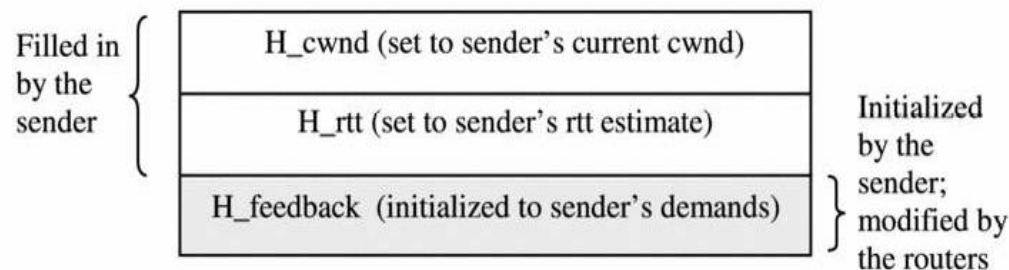 Filled in
by the
sender
H_cwnd (set to sender's current cwnd)
H_rtt (set to sender's rtt estimate)
H_feedback (initialized to sender's demands)
Initialized
by the
sender;
modified by
the routers